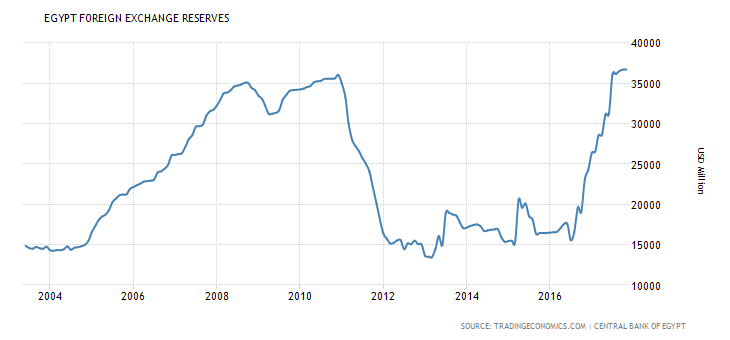 EGYPT FOREIGN EXCHANGE RESERVES
40000
35000
30000
25000
20000
15000
10000
USD Million
2004 2006 2008 2010 2012 2014 2016
SOURCE: TRADINGECONOMICS.COM | CENTRAL BANK OF EGYPT